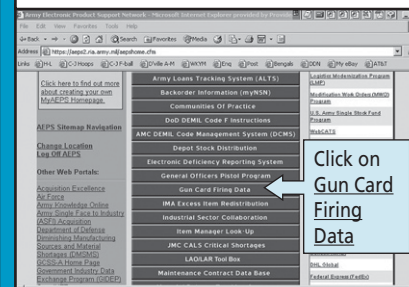 Army Electronic Product Support Network - Microsoft Internet Explorer provided by
File Edit View Favorites Tools Help
Back Search Favorites Media
Address https://aeps2.ria.army.mil/aepshome.cfm
Links
Click here to find out more
about creating your own
MyAEPS Homepage.
AEPS Sitemap Navigation
Change Location
Log Off AEPS
Other Web Portals:
Acquisition Excellence
Air Force
Army Knowledge Online
Army Single Face to Industry
(ASFI) Acquisition
Department of Defense
Diminishing Manufacturing
Sources and Material
Shortages (DMSMS)
GCSS-A Home Page
Government Industry Data
Exchange Program (GIDEP)
Army Loans Tracking System (ALTS)
Backorder Information (myNSN)
Communities Of Practice
DoD DEMIL Code F Instructions
AMC DEMIL Code Management System (DCMS)
Depot Stock Distribution
Electronic Deficiency Reporting System
General Officers Pistol Program
Gun Card Firing Data
IMA Excess Item Redistribution
Industrial Sector Collaboration
Item Manager Look-Up
JMC CALS Critical Shortages
LAO/LAR Tool Box
Maintenance Contract Data Base
Logistics Modernization Program
(LMP)
Modification Work Orders (MWO)
Program
U.S. Army Single Stock Fund
Program
WebCATS
DHL Global
Federal Express (FedEx)
Click on
Gun Card
Firing
Data